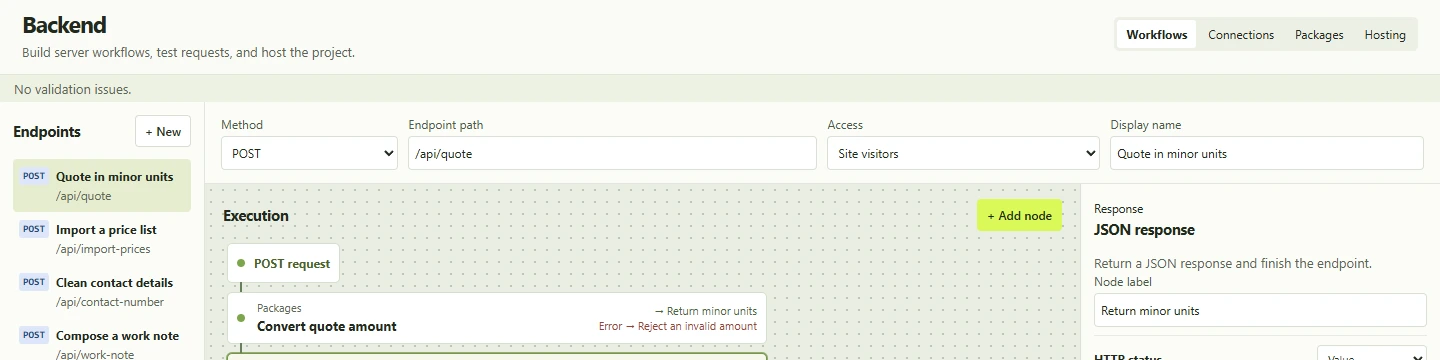 Backend
Build server workflows, test requests, and host the project.
Workflows Connections Packages Hosting
No validation issues.
Endpoints
+ New
POST Quote in minor units
/api/quote
POST Import a price list
/api/import-prices
POST Clean contact details
/api/contact-number
POST Compose a work note
/api/work-note
Method Endpoint path Access Display name
POST /api/quote Site visitors Quote in minor units
Execution
+ Add node
POST request
Packages
Convert quote amount
→ Return minor units
Error → Reject an invalid amount
Response
JSON response
Return a JSON response and finish the endpoint.
Node label
Return minor units
HTTP status
Value